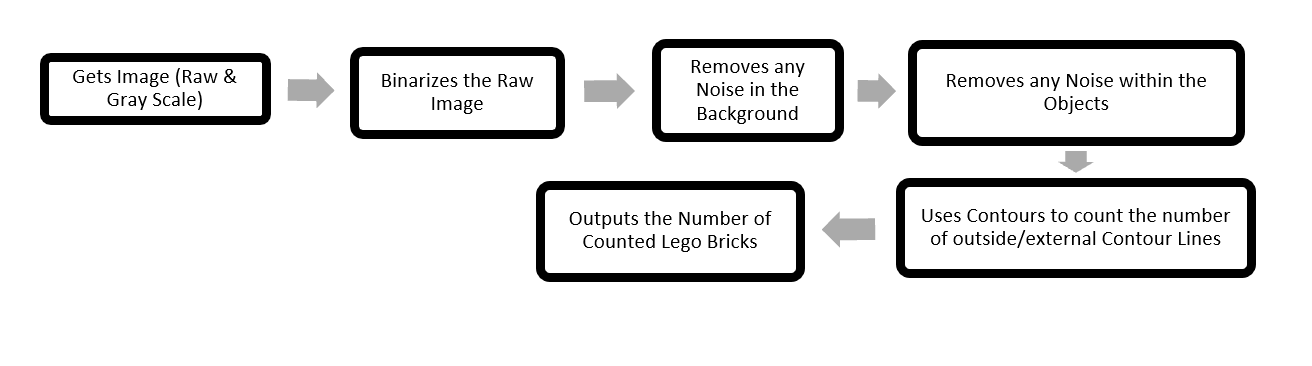 Gets Image (Raw &
Gray Scale)
Binarizes the Raw
Image
Removes any
Noise in the
Background
Removes any Noise within the
Objects
Uses Contours to count the number
of outside/external Contour Lines
Outputs the Number of
Counted Lego Bricks